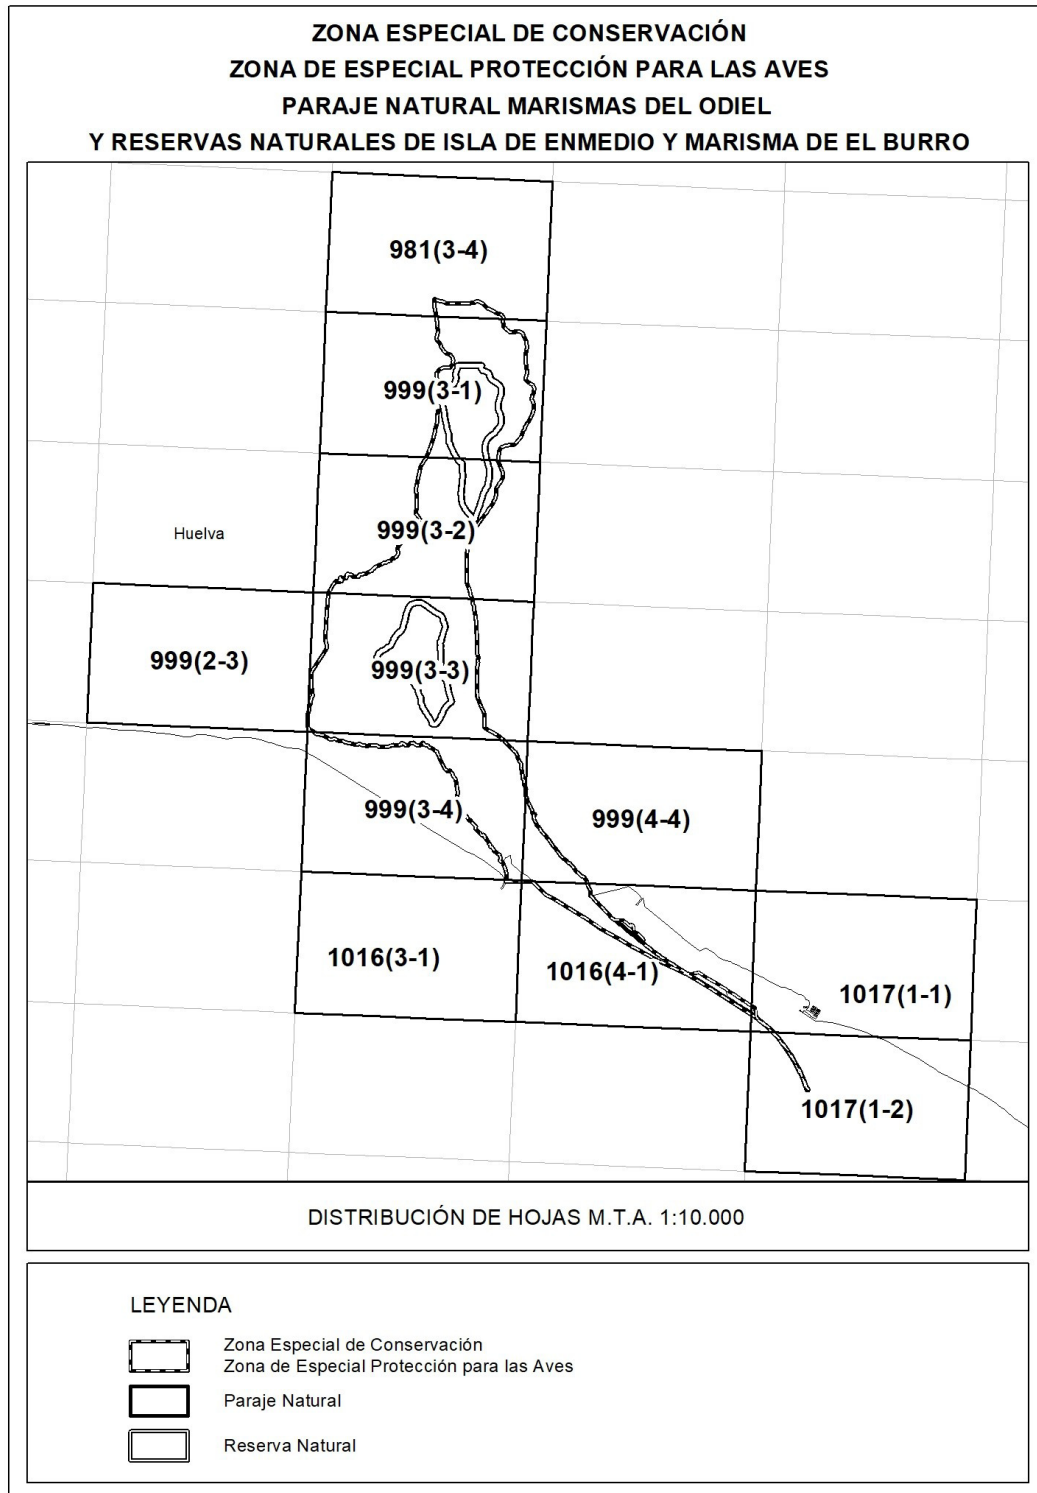 ZONA ESPECIAL DE CONSERVACIÓN
ZONA DE ESPECIAL PROTECCIÓN PARA LAS AVES
PARAJE NATURAL MARISMAS DEL ODIEL
Y RESERVAS NATURALES DE ISLA DE ENMEDIO Y MARISMA DE EL BURRO
981(3-4)
999(3-1)
999(3-2)
Huelva
999(2-3)
999(3-3)
999(3-4)
999(4-4)
1016(3-1)
1016(4-1)
1017(1-1)
1017(1-2)
DISTRIBUCIÓN DE HOJAS M.T.A. 1:10.000
LEYENDA
Zona Especial de Conservación
Zona de Especial Protección para las Aves
Paraje Natural
Reserva Natural